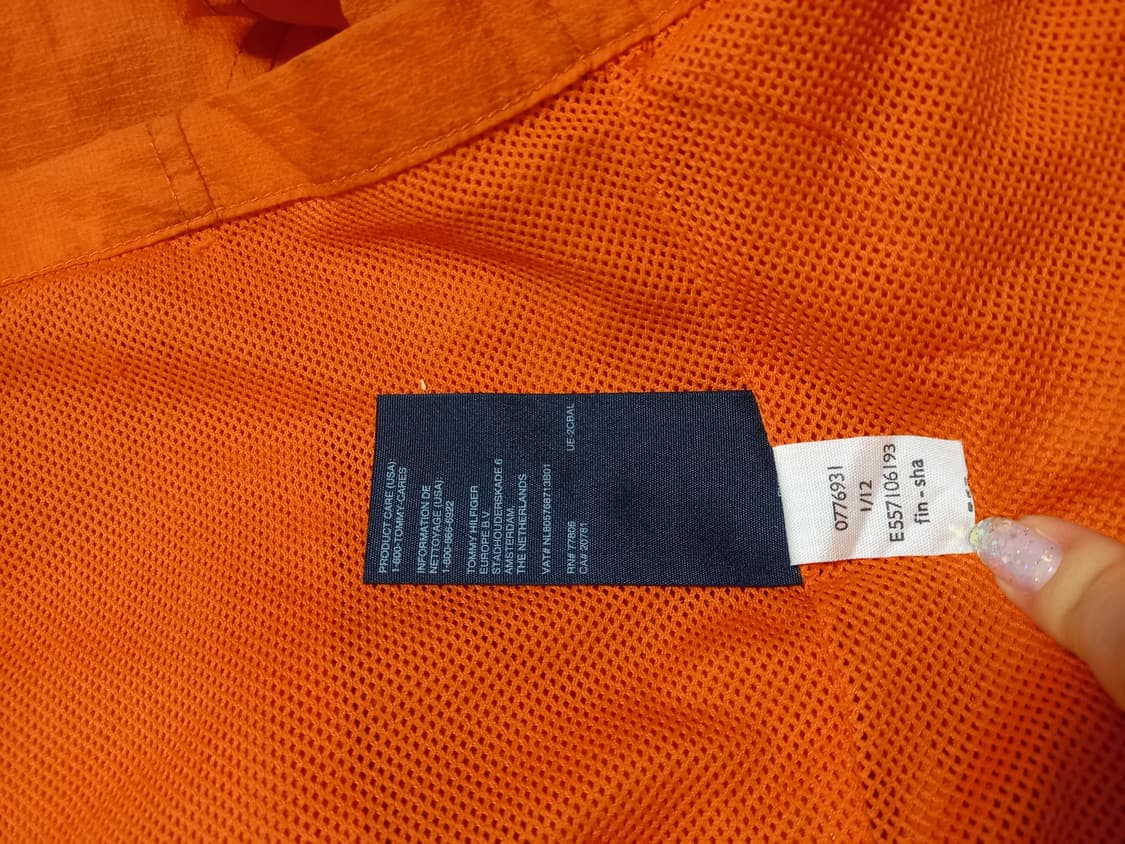 PRODUCT CARE (USA):
1-800-TOMMY-CARES
INFORMATION DE
NETTOYAGE (USA):
1-800-866-6922
TOMMY HILFIGER
EUROPE B.V.
STADHOUDERSKADE 6
AMSTERDAM,
THE NETHERLANDS
VAT# NL805768713B01
RN# 77806 UE-2CBAL
CA# 20781
0776931
1/12
E557106193
fin - sha